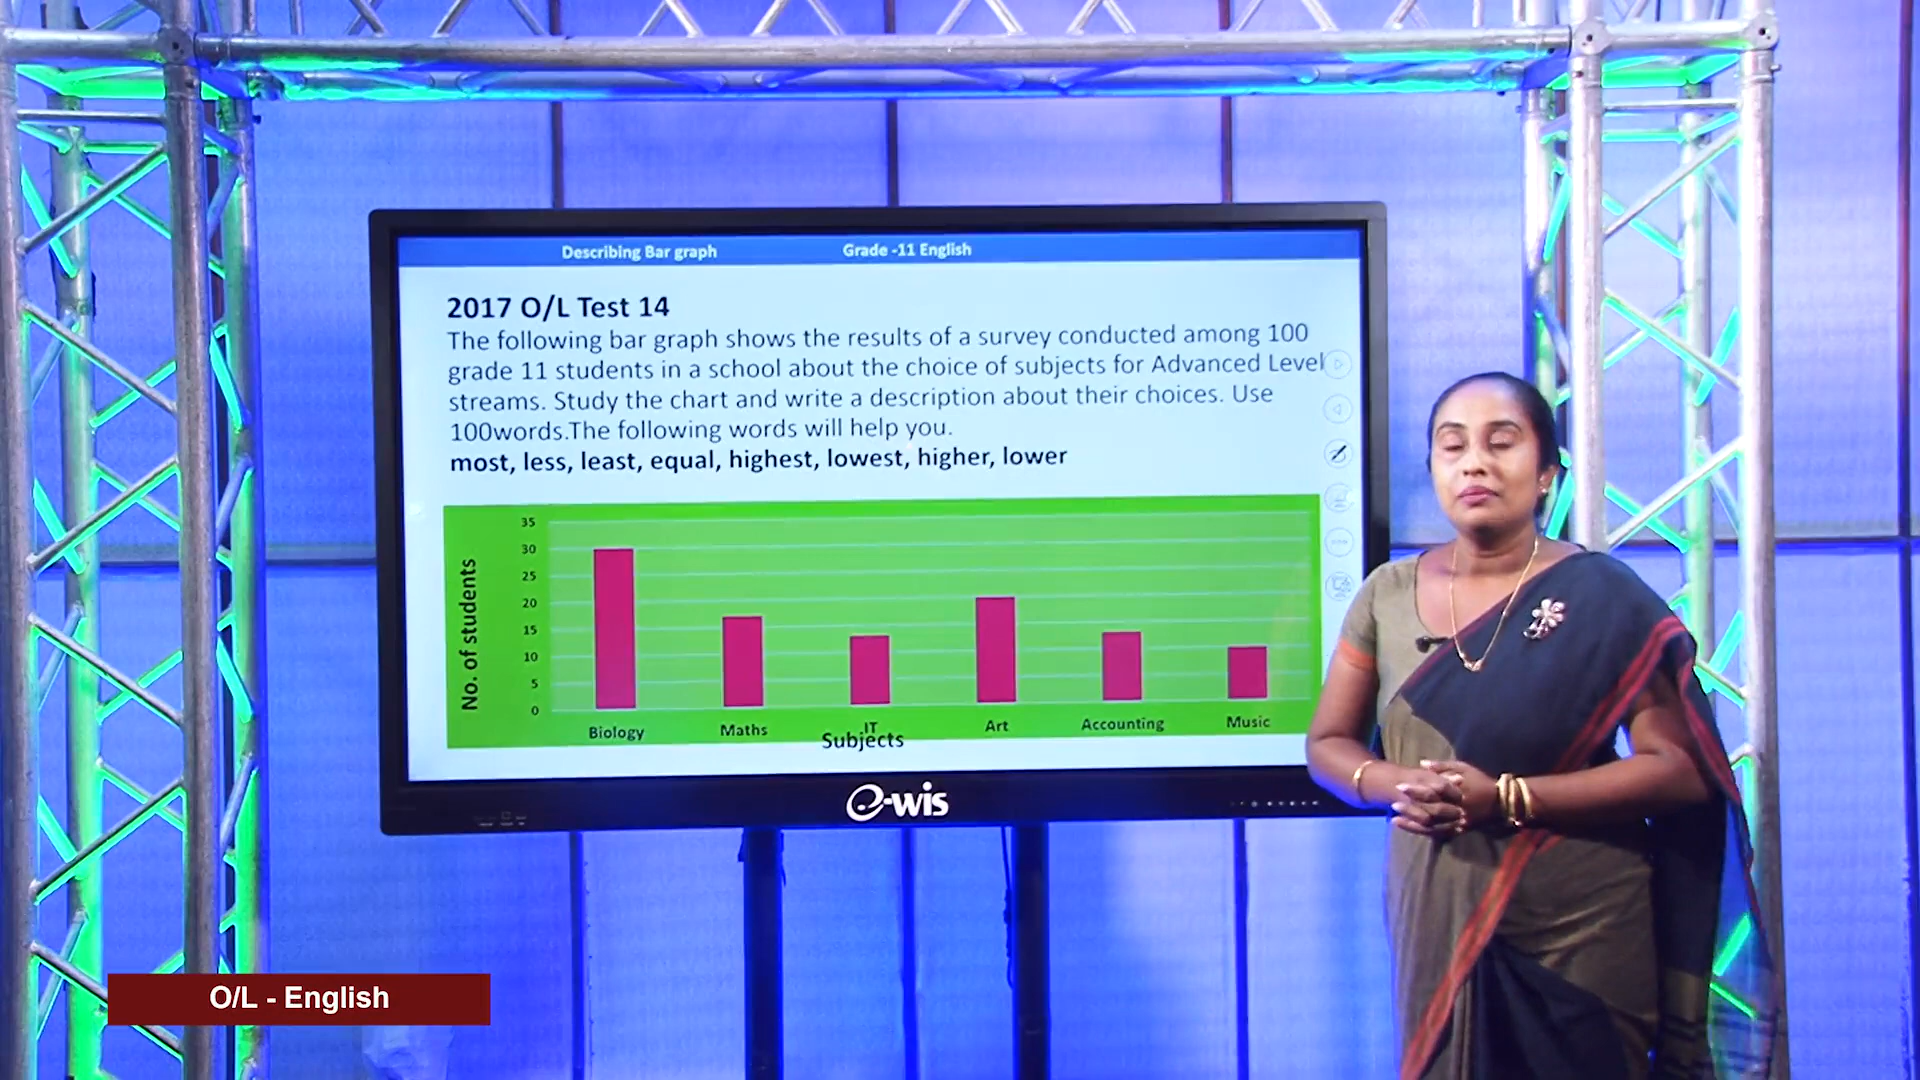 Describing Bar graph
Grade -11 English
2017 O/L Test 14
The following bar graph shows the results of a survey conducted among 100
grade 11 students in a school about the choice of subjects for Advanced Level
streams. Study the chart and write a description about their choices. Use
100words.The following words will help you.
most, less, least, equal, highest, lowest, higher, lower
35
30
25
20
15
10
5
0
No. of students
Biology
Maths
IT
Art
Accounting
Music
Subjects
e-wis
O/L - English